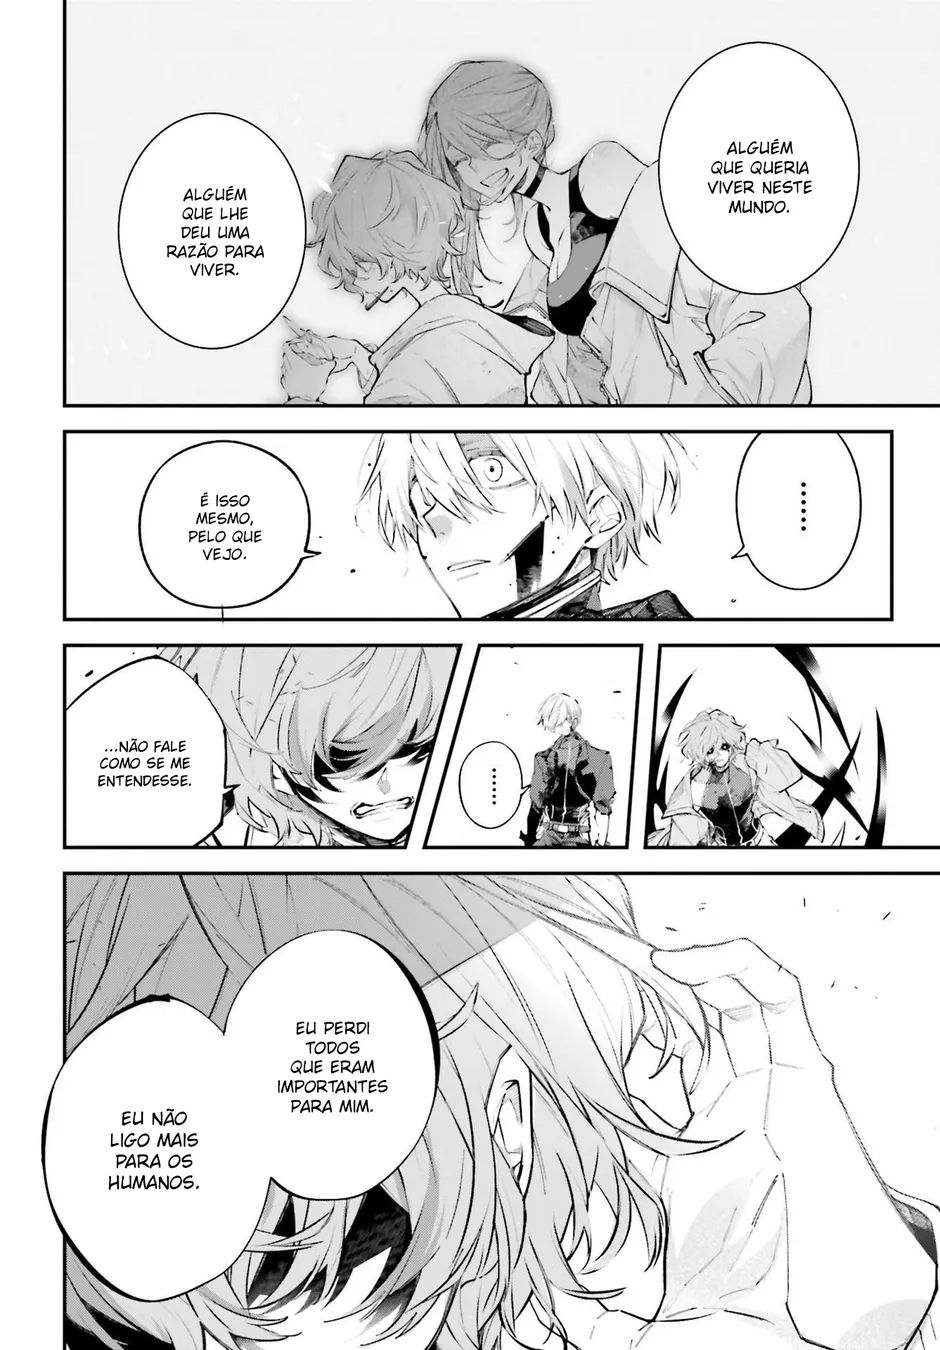 ALGUÉM
QUE QUERIA
VIVER NESTE
MUNDO.
ALGUÉM
QUE LHE
DEU UMA
RAZÃO PARA
VIVER.
......
É ISSO
MESMO,
PELO QUE
VEJO.
......
...NÃO FALE
COMO SE ME
ENTENDESSE.
EU PERDI
TODOS
QUE ERAM
IMPORTANTES
PARA MIM.
EU NÃO
LIGO MAIS
PARA OS
HUMANOS.